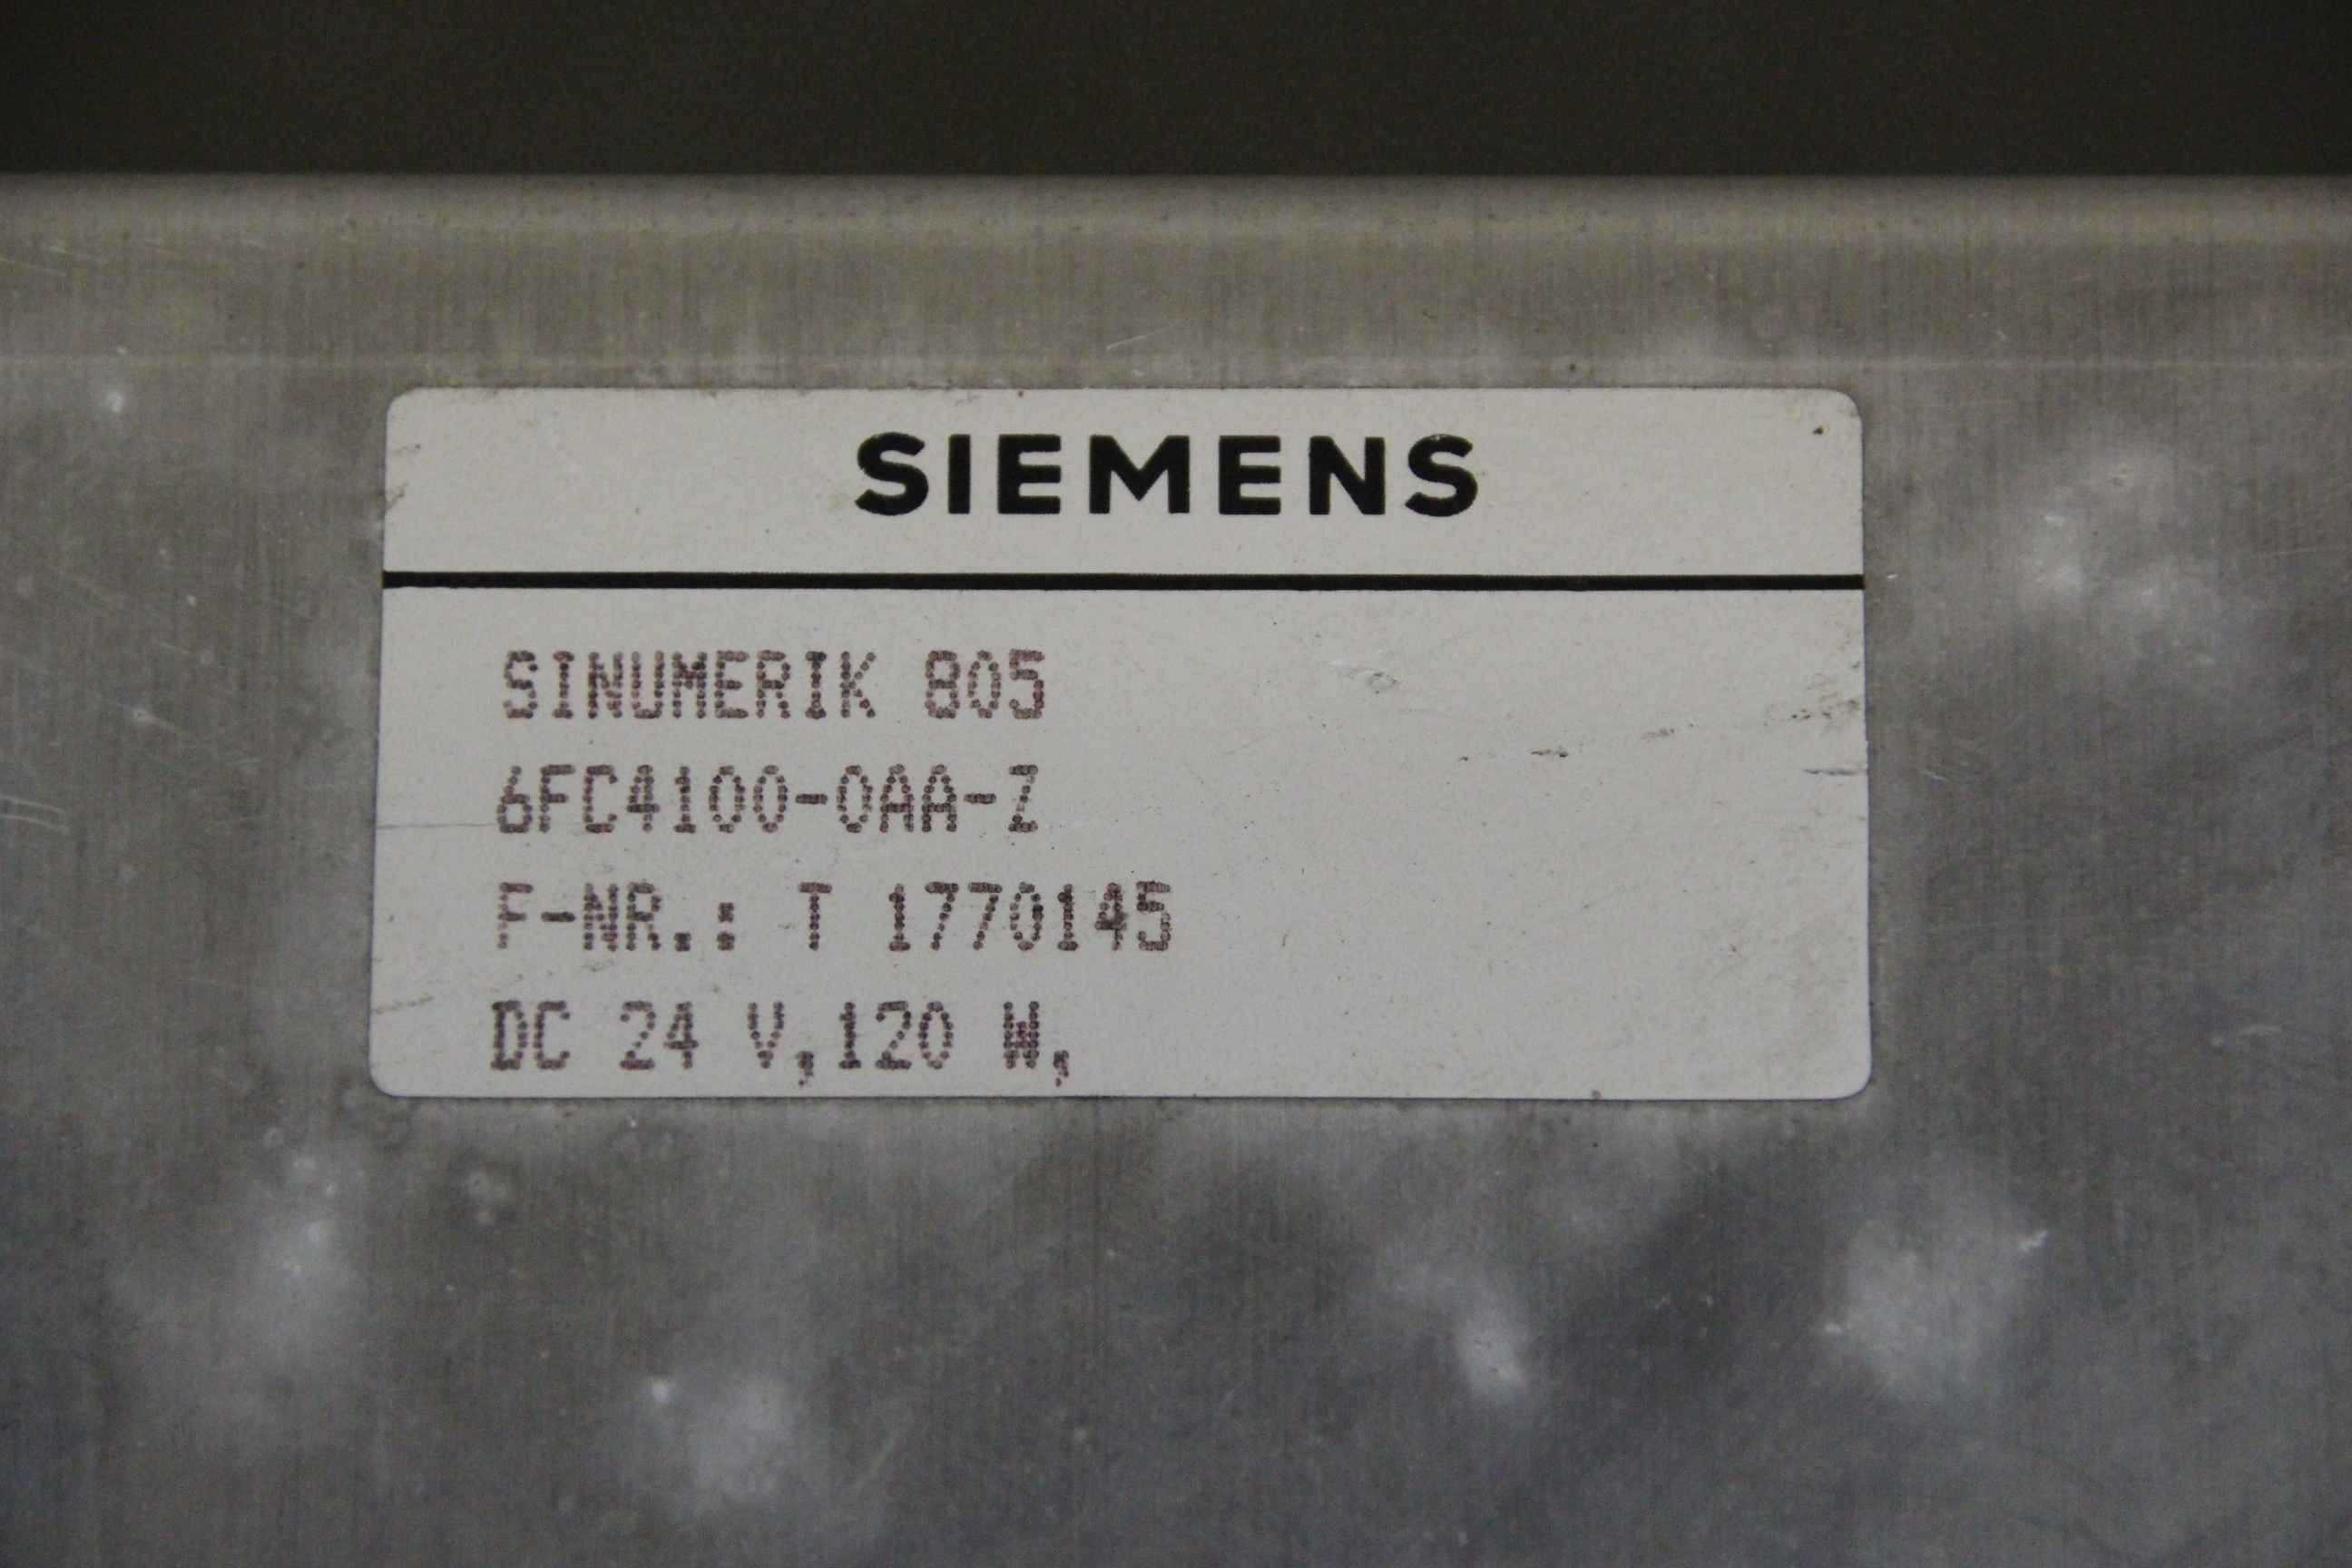 SIEMENS
SINUMERIK 805
6FC4100-0AA-Z
F-NR.: T 1770145
DC 24 V,120 W,